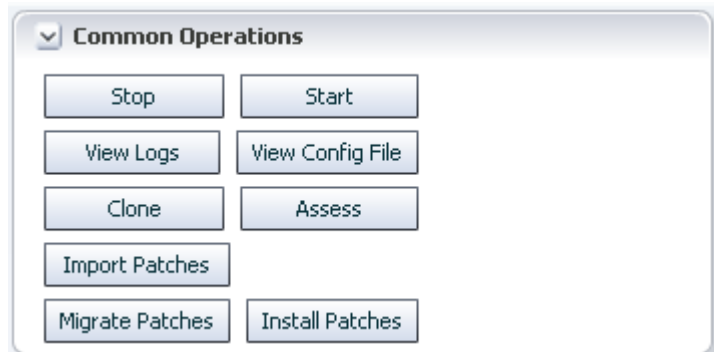 Common Operations
Stop Start
View Logs View Config File
Clone Assess
Import Patches
Migrate Patches Install Patches